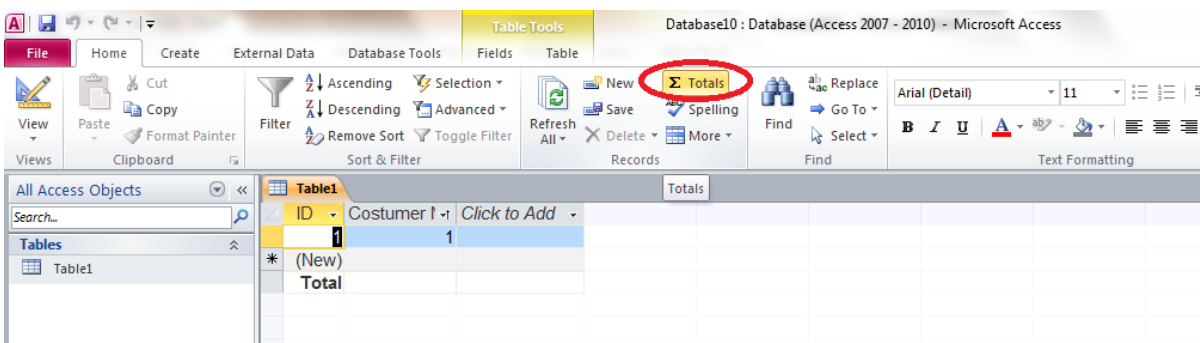 Table Tools
Database10 : Database (Access 2007 - 2010) - Microsoft Access
File Home Create External Data Database Tools Fields Table
Cut Ascending Selection New Σ Totals Replace Arial (Detail) 11
View Paste Copy Filter Descending Advanced Refresh All Save Spelling Find Go To
Format Painter Remove Sort Toggle Filter Delete More Select B I U A ab
Views Clipboard Sort & Filter Records Find Text Formatting
All Access Objects Table1 Totals
Search... ID Costumer Click to Add
Tables 1 1
Table1 * (New)
Total